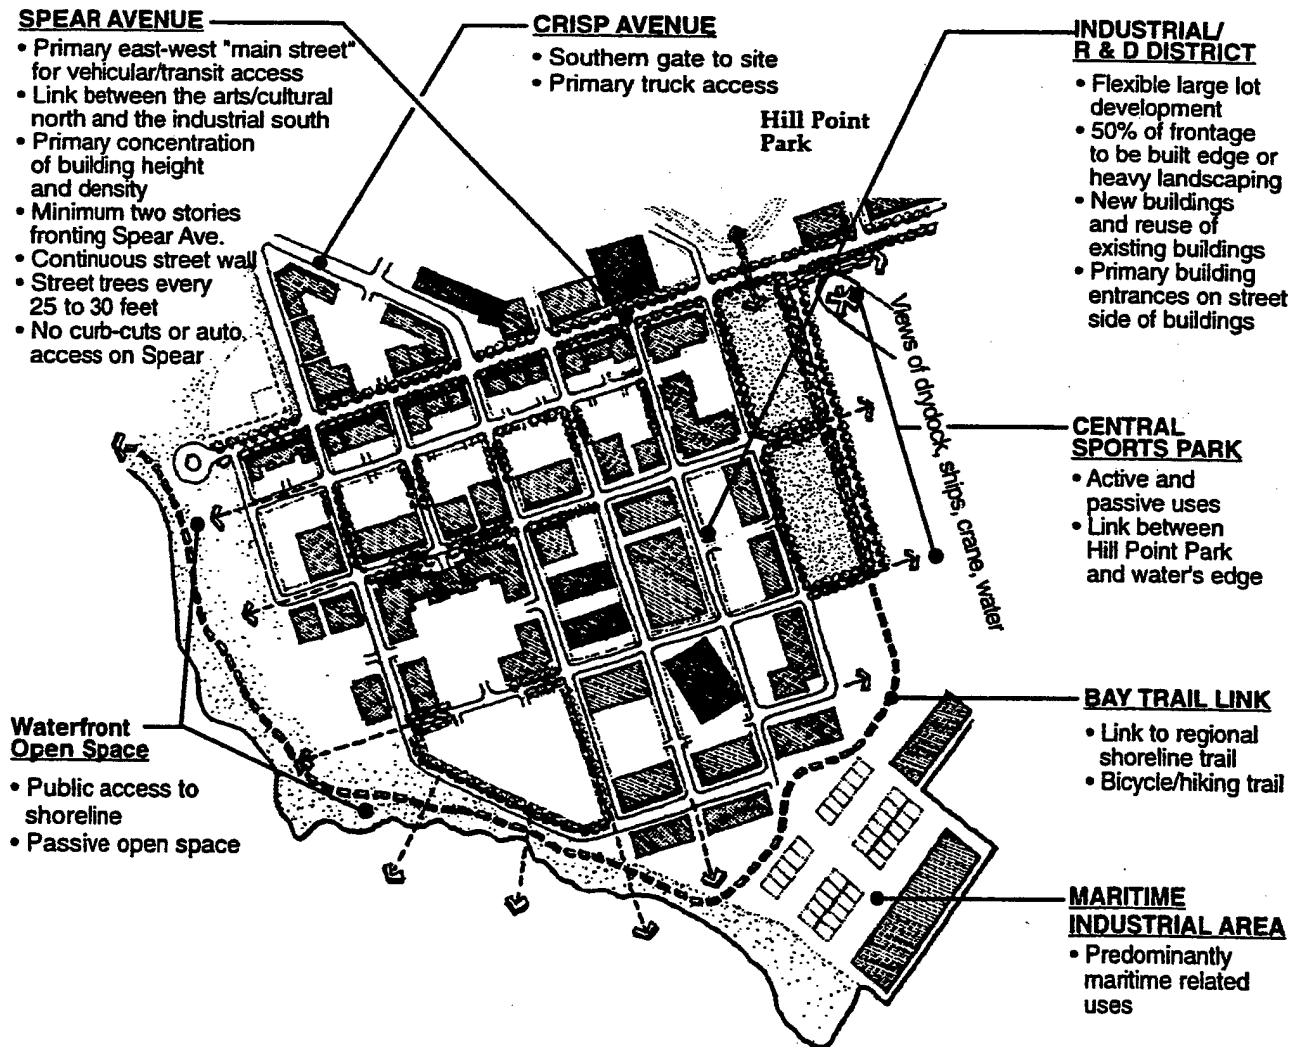 SPEAR AVENUE
• Primary east-west "main street"
for vehicular/transit access
• Link between the arts/cultural
north and the industrial south
• Primary concentration
of building height
and density
• Minimum two stories
fronting Spear Ave.
• Continuous street wall
• Street trees every
25 to 30 feet
• No curb-cuts or auto
access on Spear
CRISP AVENUE
• Southern gate to site
• Primary truck access
Hill Point
Park
INDUSTRIAL/
R & D DISTRICT
• Flexible large lot
development
• 50% of frontage
to be built edge or
heavy landscaping
• New buildings
and reuse of
existing buildings
• Primary building
entrances on street
side of buildings
Views of drydock, ships, crane, water
CENTRAL
SPORTS PARK
• Active and
passive uses
• Link between
Hill Point Park
and water's edge
BAY TRAIL LINK
• Link to regional
shoreline trail
• Bicycle/hiking trail
Waterfront
Open Space
• Public access to
shoreline
• Passive open space
MARITIME
INDUSTRIAL AREA
• Predominantly
maritime related
uses